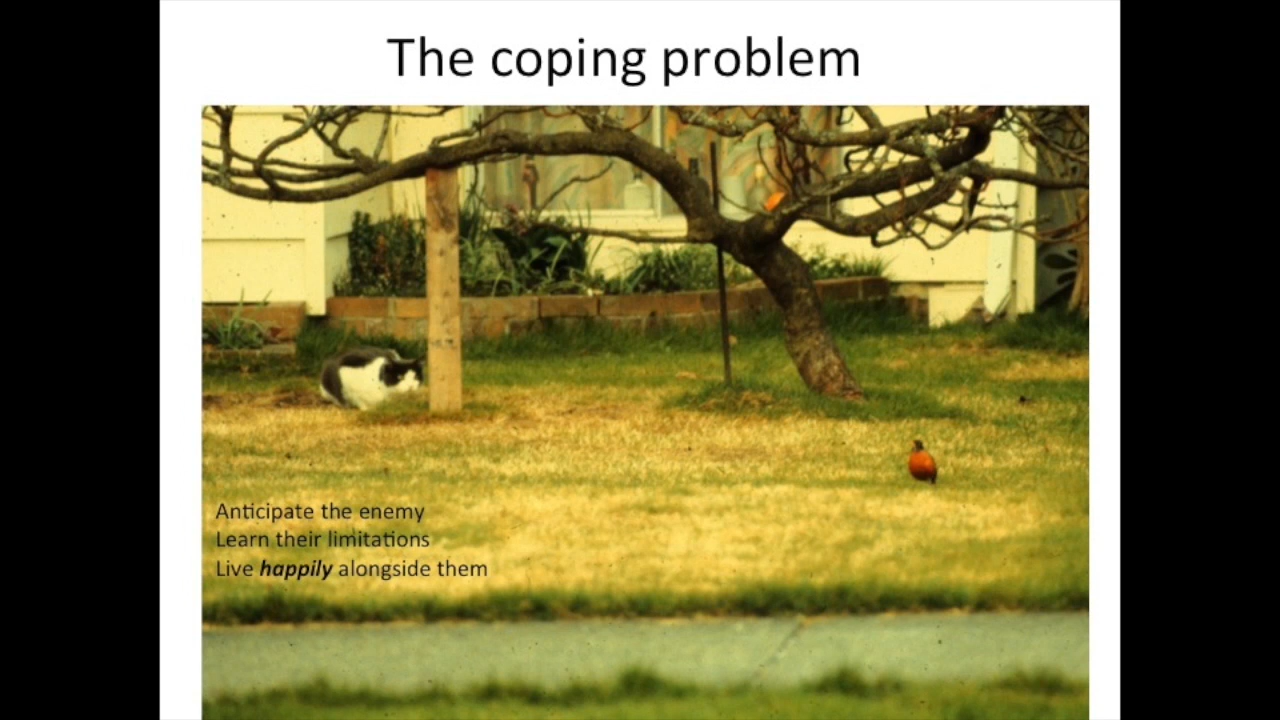 The coping problem
Anticipate the enemy
Learn their limitations
Live happily alongside them